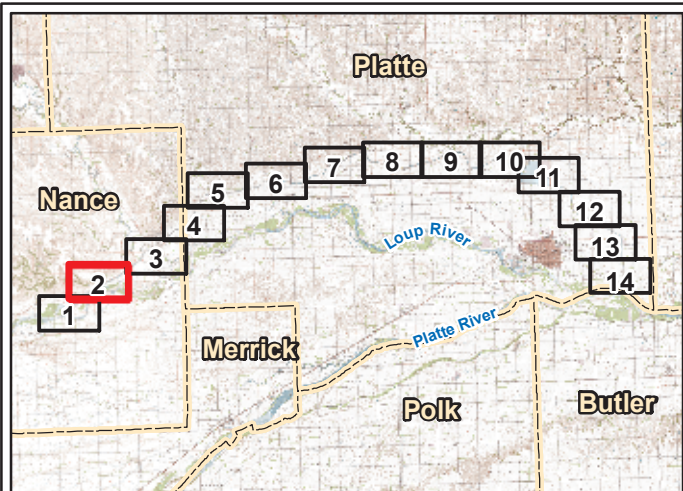 Platte
10
7
8
9
11
6
5
Nance
12
4
Loup River
13
3
14
2
1
Platte River
Merrick
Butler
Polk